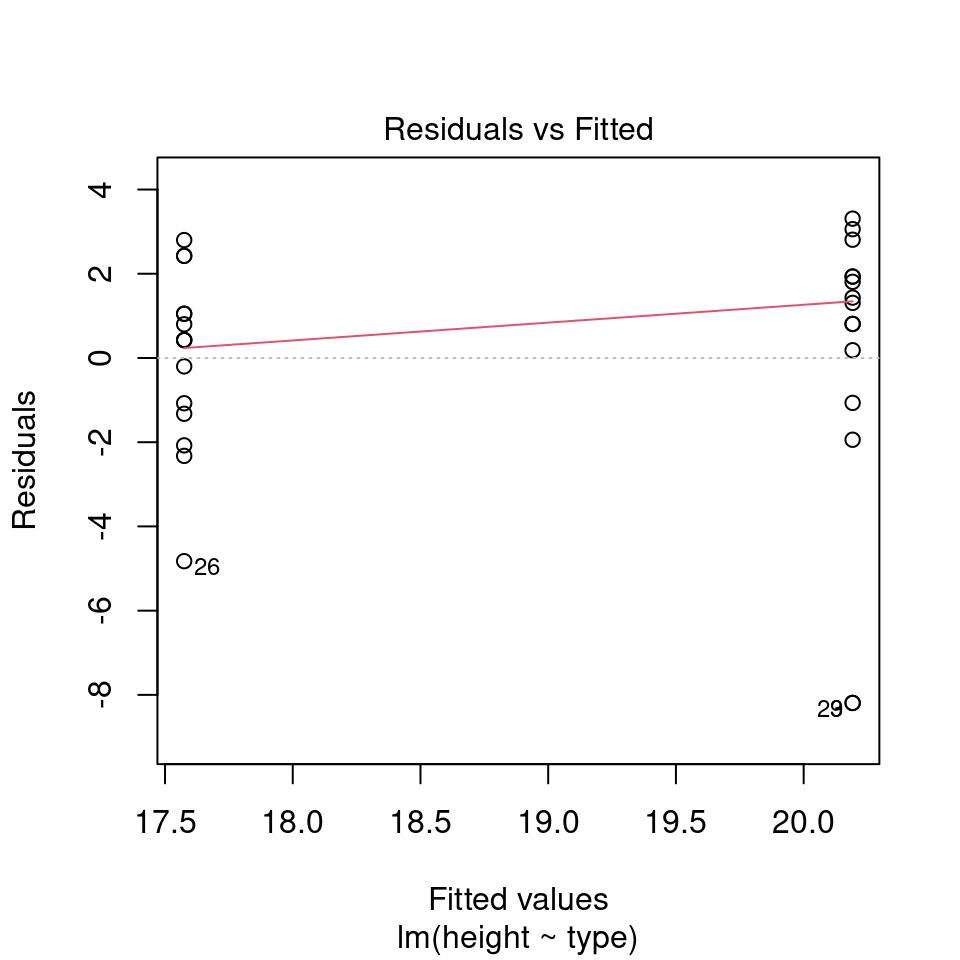 Residuals vs Fitted
4
2
0
-2
-4
-6
-8
Residuals
26
29
17.5 18.0 18.5 19.0 19.5 20.0
Fitted values
lm(height ~ type)